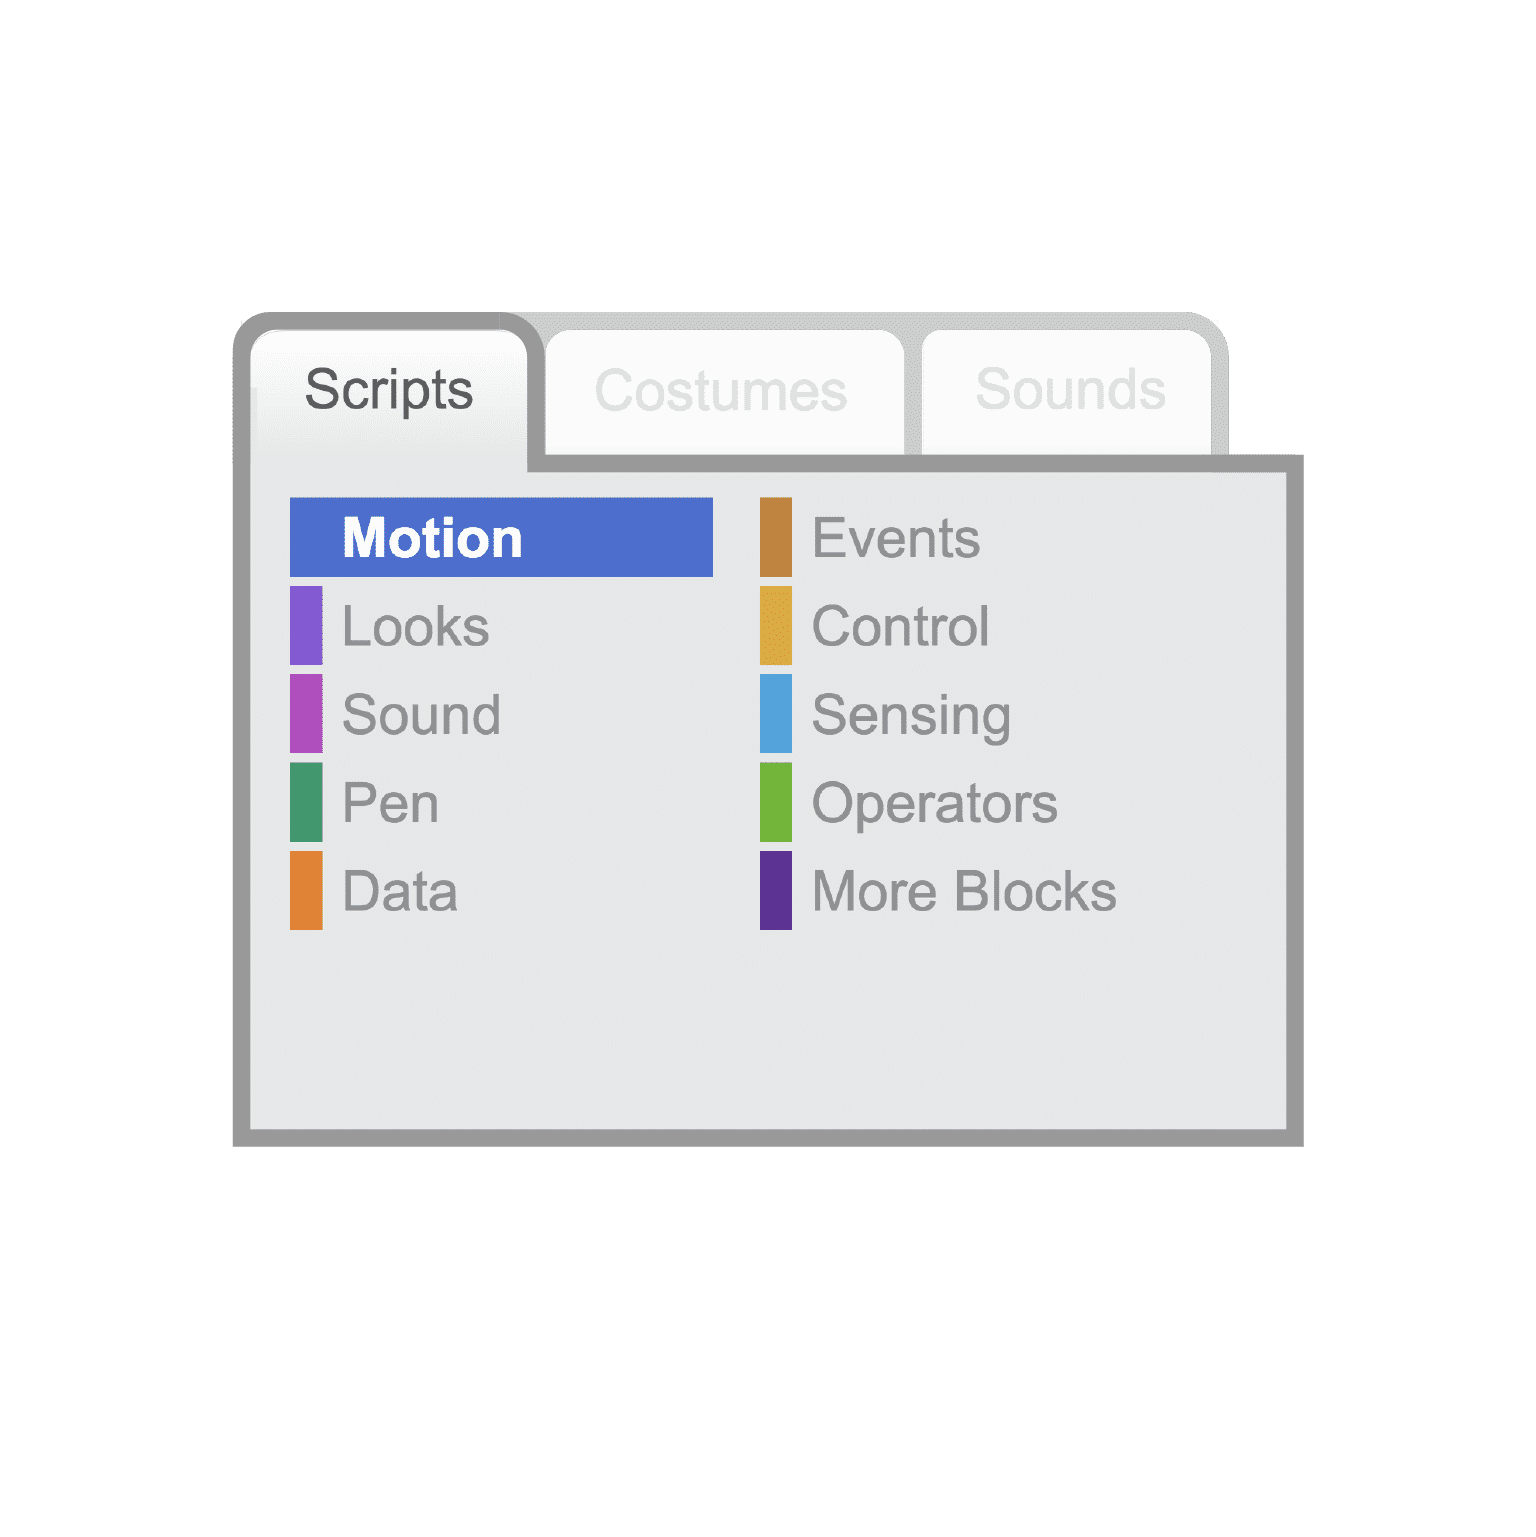 Scripts
Costumes
Sounds
Motion
Looks
Sound
Pen
Data
Events
Control
Sensing
Operators
More Blocks